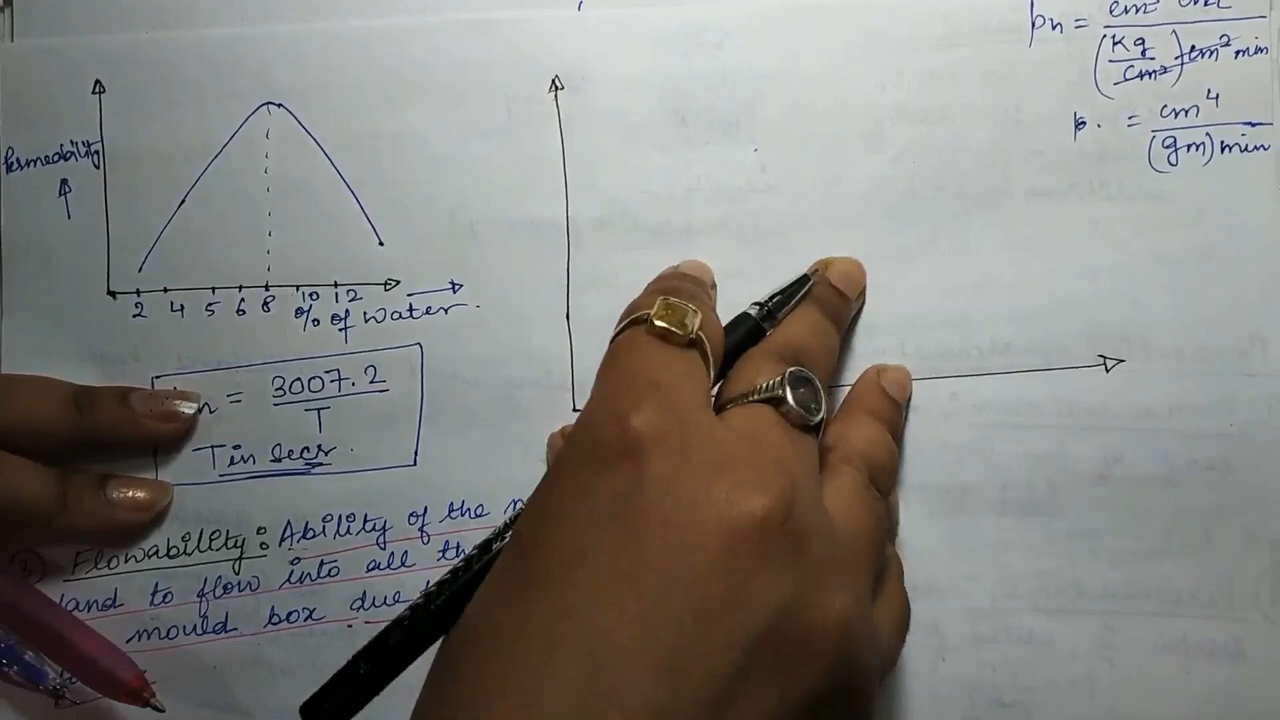 pn =
(Kg/cm²) cm² min
= cm⁴/(gm) min
Permeability
2 4 5 6 8 10 12
% of water.
n = 3007.2/T
T in secs.
Flowability: Ability of the
to flow into all
mould box due